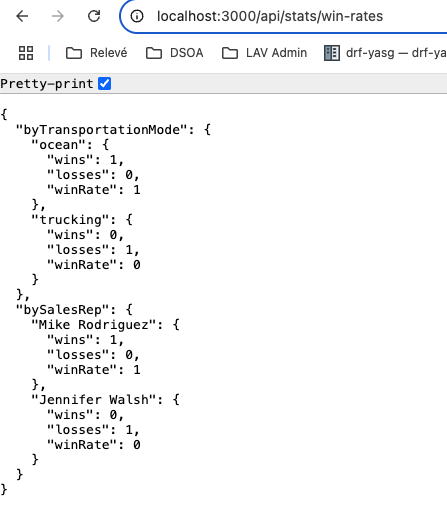 localhost:3000/api/stats/win-rates
Relevé DSOA LAV Admin drf-yasg — drf-ya
Pretty-print
{
  "byTransportationMode": {
    "ocean": {
      "wins": 1,
      "losses": 0,
      "winRate": 1
    },
    "trucking": {
      "wins": 0,
      "losses": 1,
      "winRate": 0
    }
  },
  "bySalesRep": {
    "Mike Rodriguez": {
      "wins": 1,
      "losses": 0,
      "winRate": 1
    },
    "Jennifer Walsh": {
      "wins": 0,
      "losses": 1,
      "winRate": 0
    }
  }
}